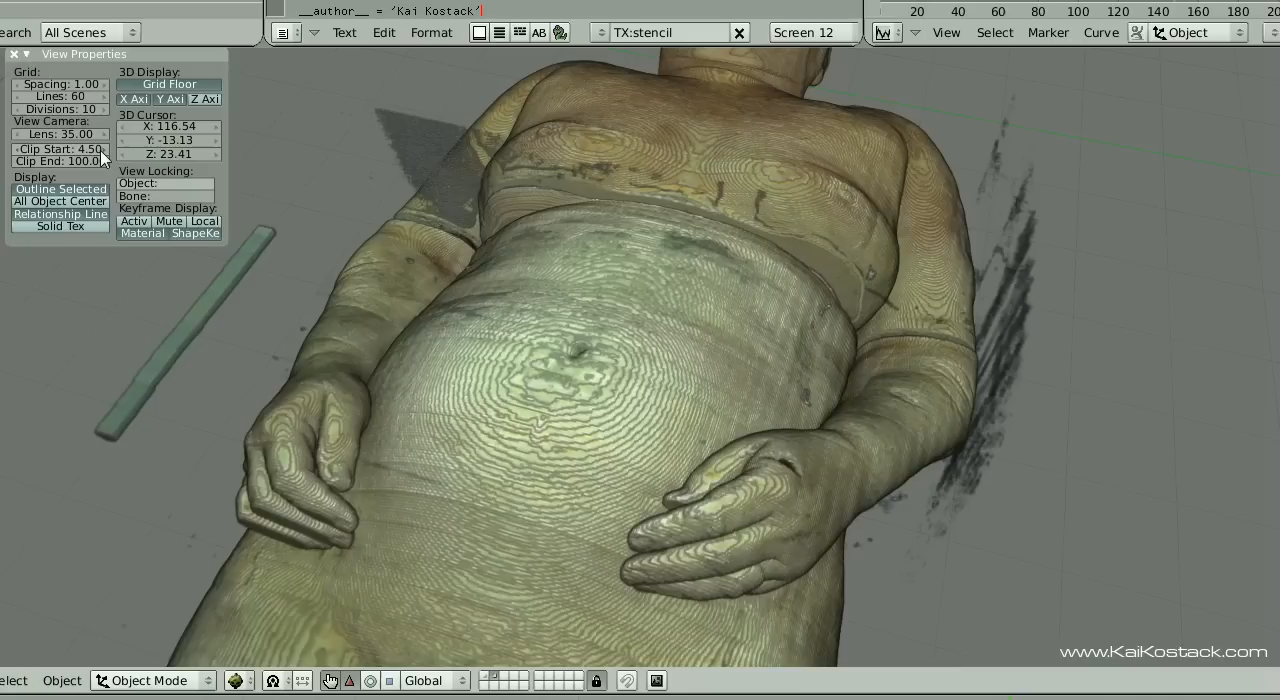 __author__ = 'Kai Kostack'
20 40 60 80 100 120 140 160 180
earch All Scenes Text Edit Format AB TX:stencil Screen 12 View Select Marker Curve Object
View Properties
Grid: 3D Display:
Spacing: 1.00 Grid Floor
Lines: 60 X Axi Y Axi Z Axi
Divisions: 10 3D Cursor:
View Camera: X: 116.54
Lens: 35.00 Y: -13.13
Clip Start: 4.50 Z: 23.41
Clip End: 100.0
View Locking:
Display: Object:
Outline Selected Bone:
All Object Center Keyframe Display:
Relationship Line Activ Mute Local
Solid Tex Material ShapeKe
www.KaiKostack.com
elect Object Object Mode Global